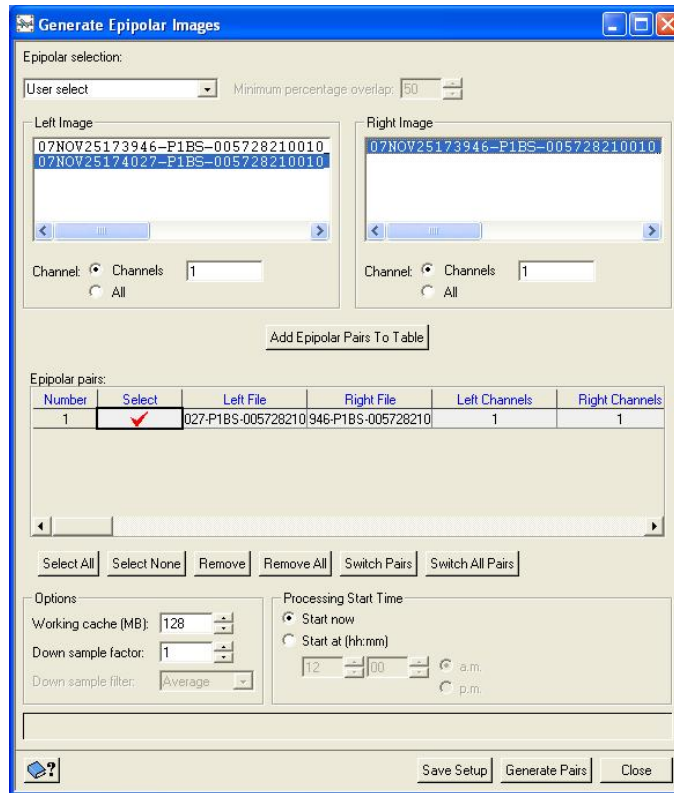 Generate Epipolar Images
Epipolar selection:
User select Minimum percentage overlap: 50
Left Image Right Image
07NOV25173946-P1BS-005728210010_ 07NOV25173946-P1BS-005728210010_
07NOV25174027-P1BS-005728210010_
Channel: Channels 1 Channel: Channels 1
All All
Add Epipolar Pairs To Table
Epipolar pairs:
Number Select Left File Right File Left Channels Right Channels
1 027-P1BS-005728210 946-P1BS-005728210 1 1
Select All Select None Remove Remove All Switch Pairs Switch All Pairs
Options Processing Start Time
Working cache (MB): 128 Start now
Down sample factor: 1 Start at (hh:mm)
12 00 a.m.
Down sample filter: Average p.m.
? Save Setup Generate Pairs Close